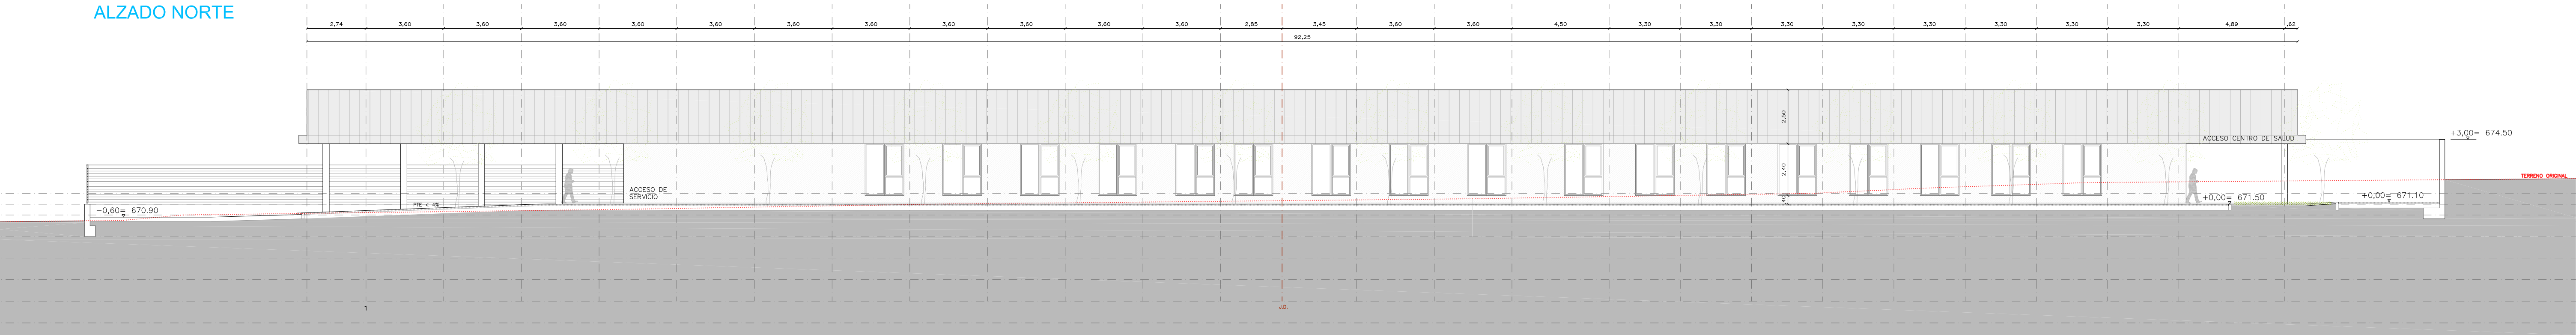 ALZADO NORTE
2,74 3,60 3,60 3,60 3,60 3,60 3,60 3,60 3,60 3,60 3,60 3,60 2,85 3,45 3,60 3,60 4,50 3,30 3,30 3,30 3,30 3,30 3,30 3,30 3,30 4,89 ,62
92,25
2,50
ACCESO CENTRO DE SALUD
+3,00= 674.50
2,40
TERRENO ORIGINAL
ACCESO DE
SERVICIO
,40
+0,00= 671.50
+0,00= 671.10
PTE < 4%
-0,60= 670.90
1
J.D.